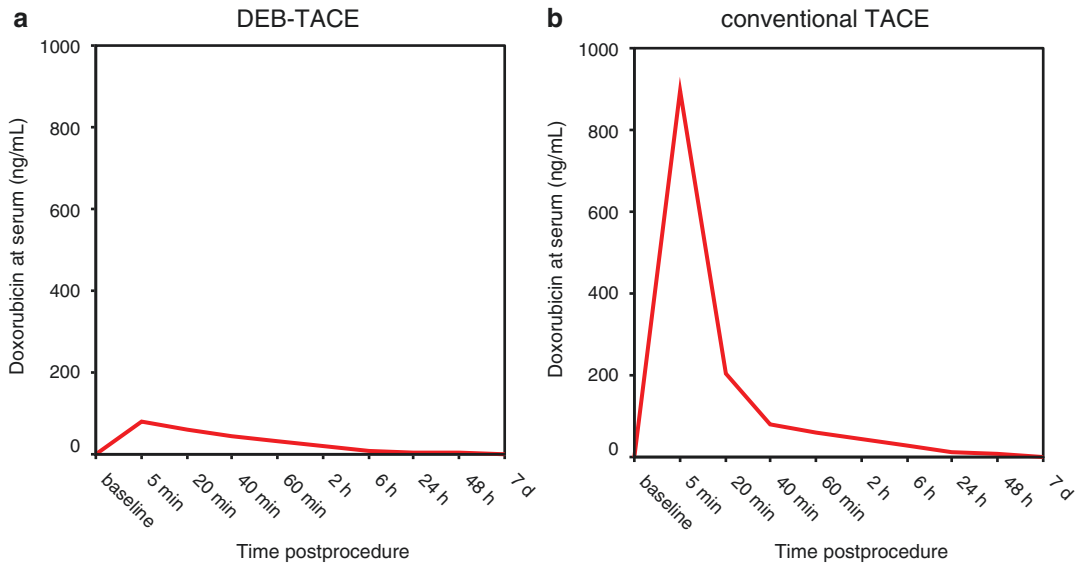 a
DEB-TACE
Doxorubicin at serum (ng/mL)
1000
800
600
400
200
0
baseline
5 min
20 min
40 min
60 min
2 h
6 h
24 h
48 h
7 d
Time postprocedure
b
conventional TACE
Doxorubicin at serum (ng/mL)
1000
800
600
400
200
0
baseline
5 min
20 min
40 min
60 min
2 h
6 h
24 h
48 h
7 d
Time postprocedure